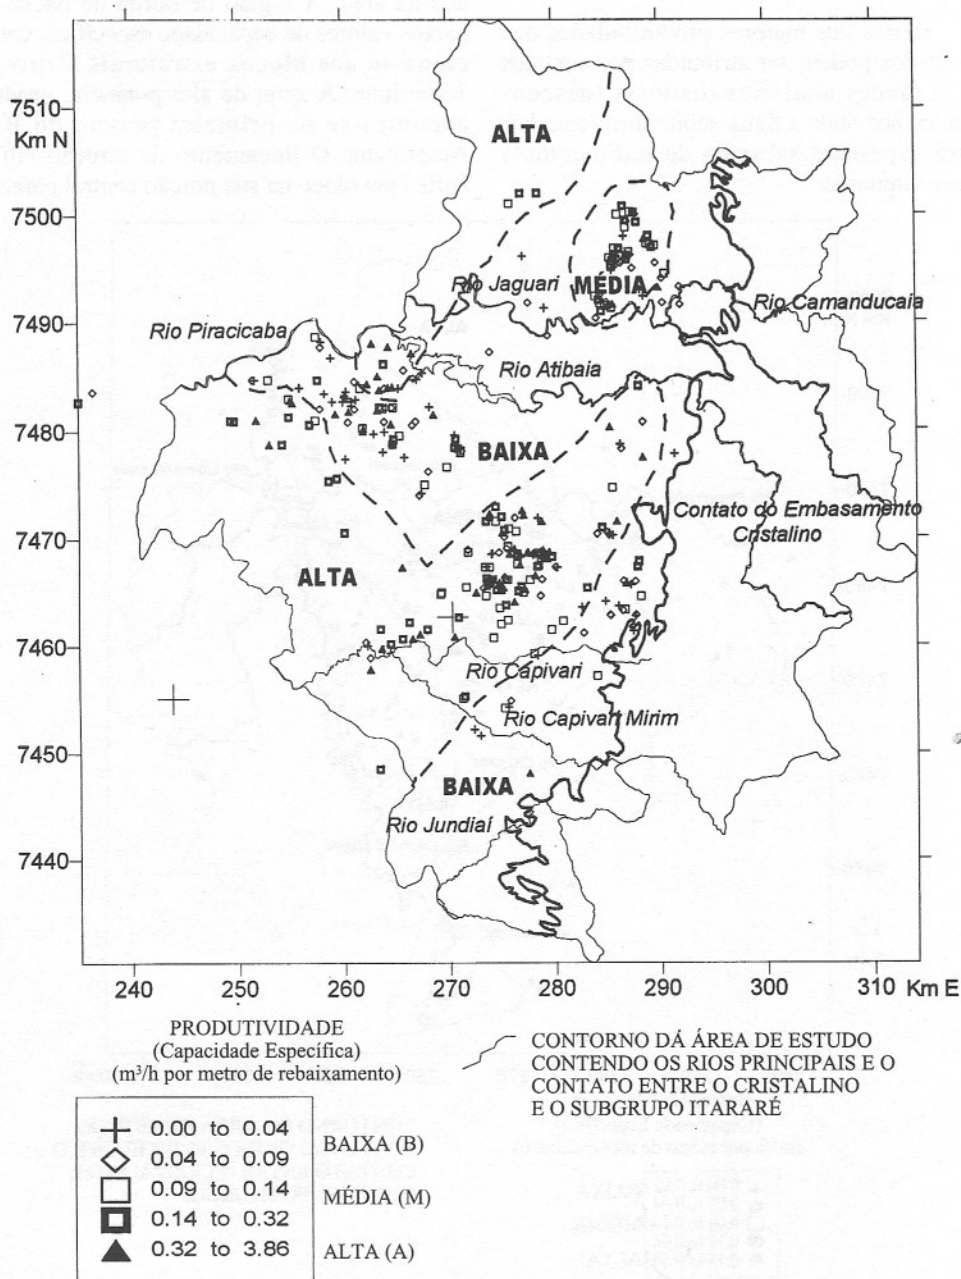 7510
Km N
7500
7490
7480
7470
7460
7450
7440
ALTA
Rio Jaguari
MÉDIA
Rio Camanducaia
Rio Piracicaba
Rio Atibaia
BAIXA
Contato do Embasamento
Cristalino
ALTA
Rio Capivari
Rio Capivari Mirim
BAIXA
Rio Jundiaí
240 250 260 270 280 290 300 310 Km E
PRODUTIVIDADE
(Capacidade Específica)
(m³/h por metro de rebaixamento)
0.00 to 0.04
0.04 to 0.09
BAIXA (B)
0.09 to 0.14
MÉDIA (M)
0.14 to 0.32
0.32 to 3.86
ALTA (A)
CONTORNO DÁ ÁREA DE ESTUDO
CONTENDO OS RIOS PRINCIPAIS E O
CONTATO ENTRE O CRISTALINO
E O SUBGRUPO ITARARÉ